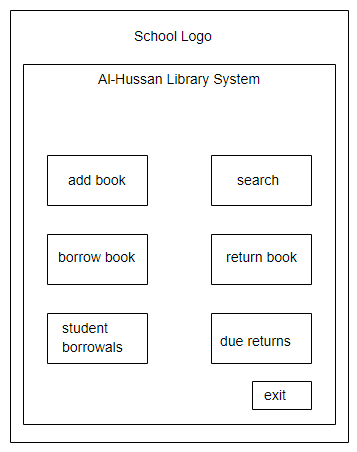 School Logo
Al-Hussan Library System
add book
search
borrow book
return book
student
borrowals
due returns
exit